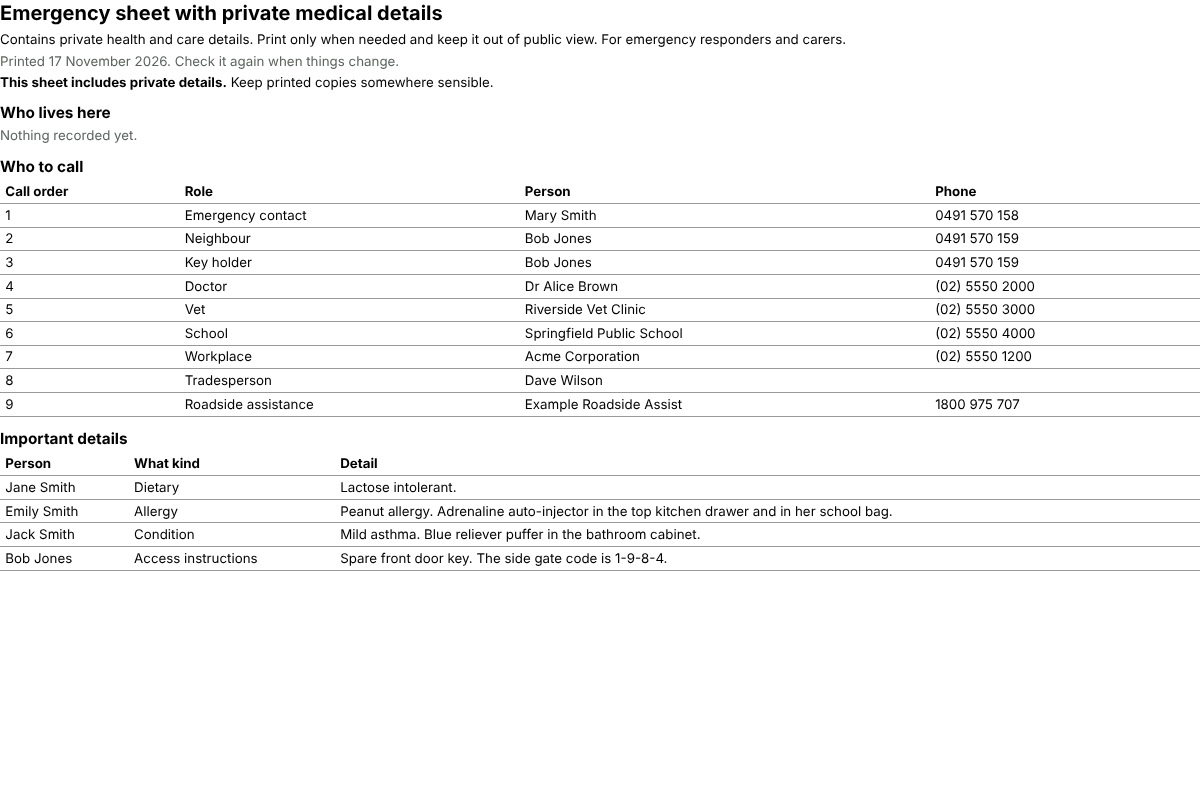 Emergency sheet with private medical details
Contains private health and care details. Print only when needed and keep it out of public view. For emergency responders and carers.
Printed 17 November 2026. Check it again when things change.
This sheet includes private details. Keep printed copies somewhere sensible.
Who lives here
Nothing recorded yet.
Who to call
Call order Role Person Phone
1 Emergency contact Mary Smith 0491 570 158
2 Neighbour Bob Jones 0491 570 159
3 Key holder Bob Jones 0491 570 159
4 Doctor Dr Alice Brown (02) 5550 2000
5 Vet Riverside Vet Clinic (02) 5550 3000
6 School Springfield Public School (02) 5550 4000
7 Workplace Acme Corporation (02) 5550 1200
8 Tradesperson Dave Wilson
9 Roadside assistance Example Roadside Assist 1800 975 707
Important details
Person What kind Detail
Jane Smith Dietary Lactose intolerant.
Emily Smith Allergy Peanut allergy. Adrenaline auto-injector in the top kitchen drawer and in her school bag.
Jack Smith Condition Mild asthma. Blue reliever puffer in the bathroom cabinet.
Bob Jones Access instructions Spare front door key. The side gate code is 1-9-8-4.